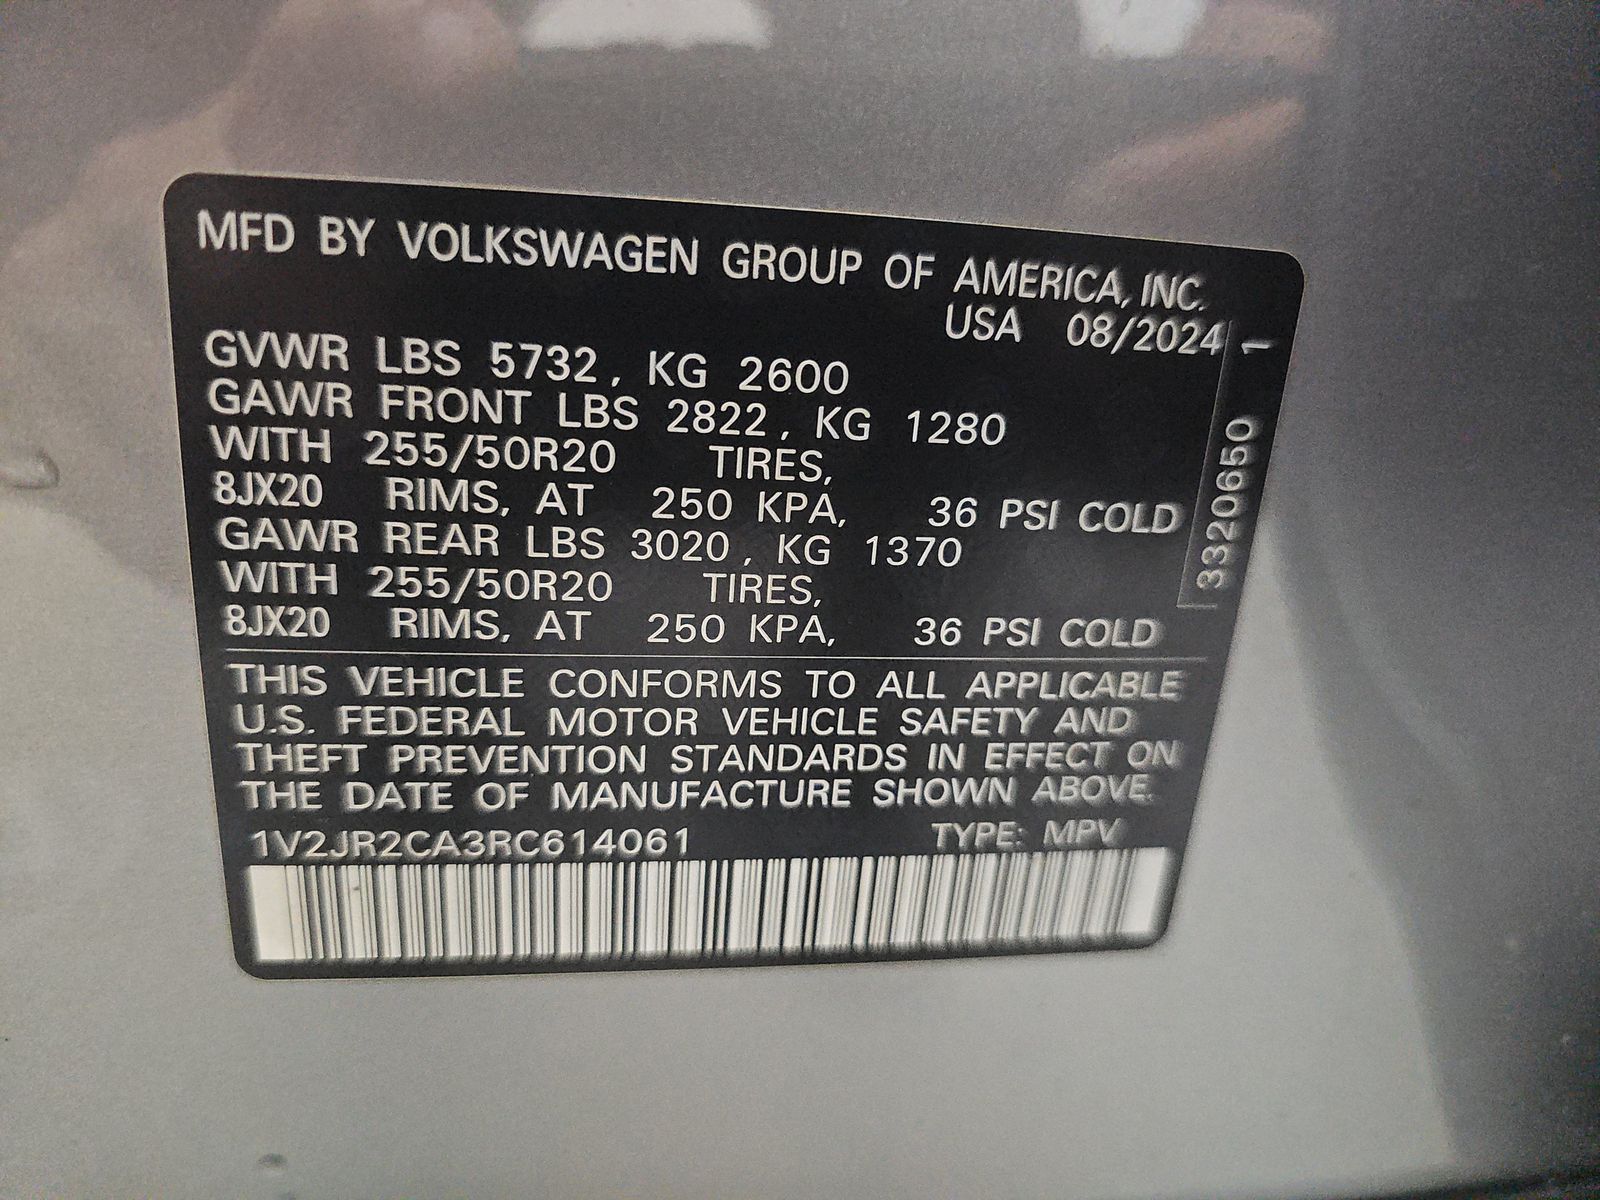 MFD BY VOLKSWAGEN GROUP OF AMERICA, INC.
USA 08/2024
GVWR LBS 5732, KG 2600
GAWR FRONT LBS 2822, KG 1280
WITH 255/50R20 TIRES,
8JX20 RIMS, AT 250 KPA, 36 PSI COLD
GAWR REAR LBS 3020, KG 1370
WITH 255/50R20 TIRES,
8JX20 RIMS, AT 250 KPA, 36 PSI COLD
THIS VEHICLE CONFORMS TO ALL APPLICABLE
U.S. FEDERAL MOTOR VEHICLE SAFETY AND
THEFT PREVENTION STANDARDS IN EFFECT ON
THE DATE OF MANUFACTURE SHOWN ABOVE.
1V2JR2CA3RC614061 TYPE: MPV
3320650 1